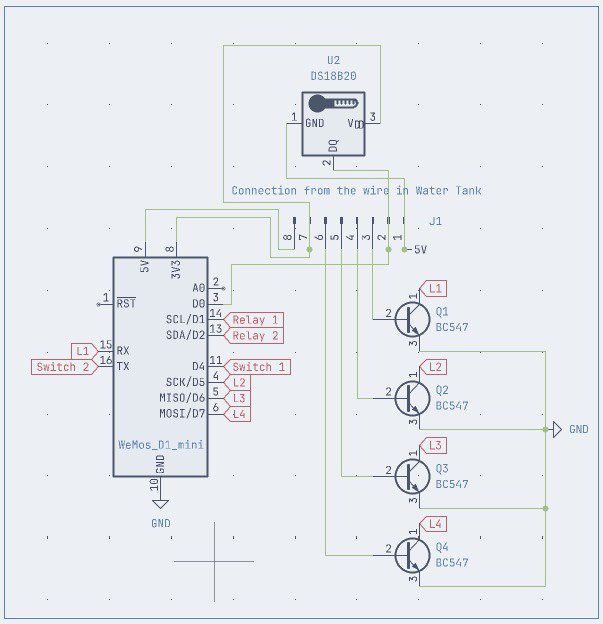 U2
DS18B20
1 GND VDD 3
DQ
2
Connection from the wire in Water Tank
J1
8 7 6 5 4 3 2 1
5V
9 8
5V 3V3
A0 2
1 RST D0 3
SCL/D1 14 Relay 1
SDA/D2 13 Relay 2
L1 15 RX
Switch 2 16 TX D4 11 Switch 1
SCK/D5 4 L2
MISO/D6 5 L3
MOSI/D7 6 L4
WeMos_D1_mini
GND
10
GND
L1
1
2 Q1
BC547
3
L2
1
2 Q2
BC547
3
GND
L3
1
2 Q3
BC547
3
L4
1
2 Q4
BC547
3